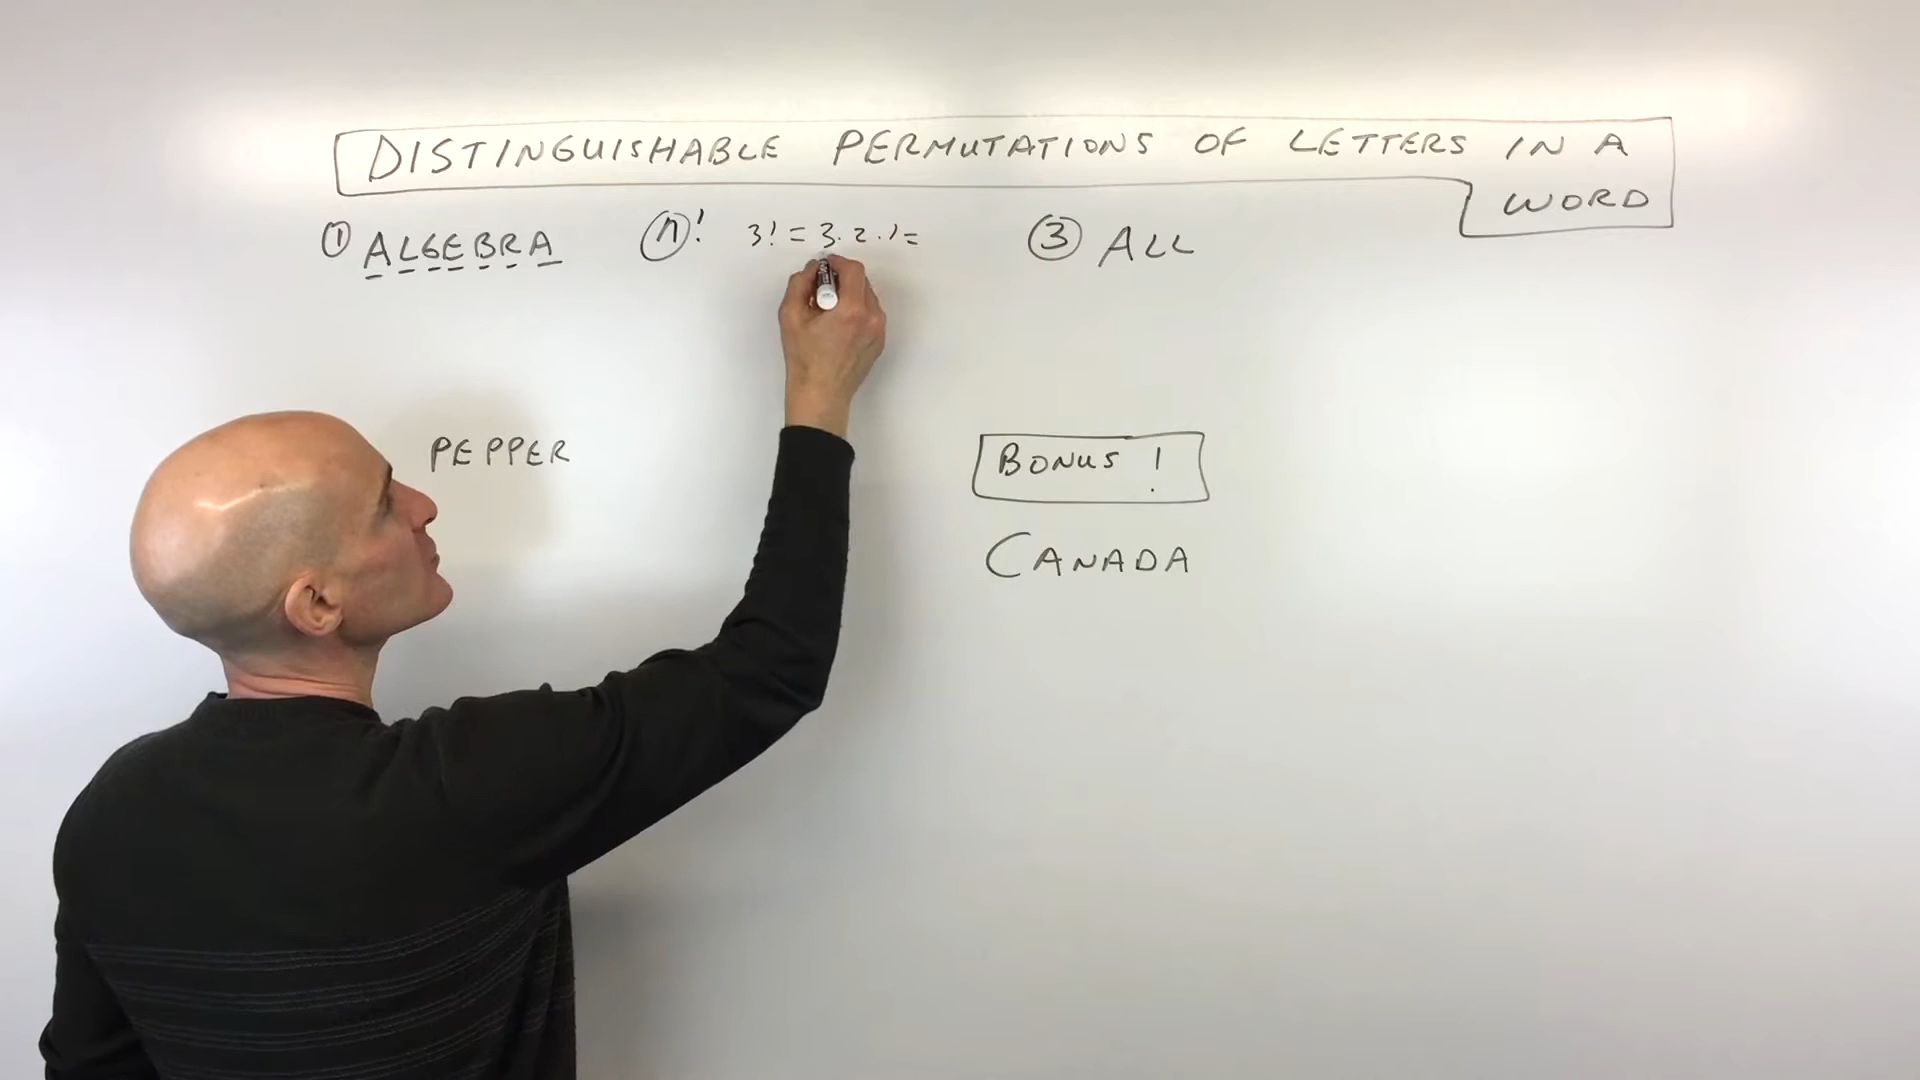 DISTINGUISHABLE PERMUTATIONS OF LETTERS IN A
WORD
① ALGEBRA
n! 3! = 3·2·1=
③ ALL
PEPPER
BONUS !
CANADA